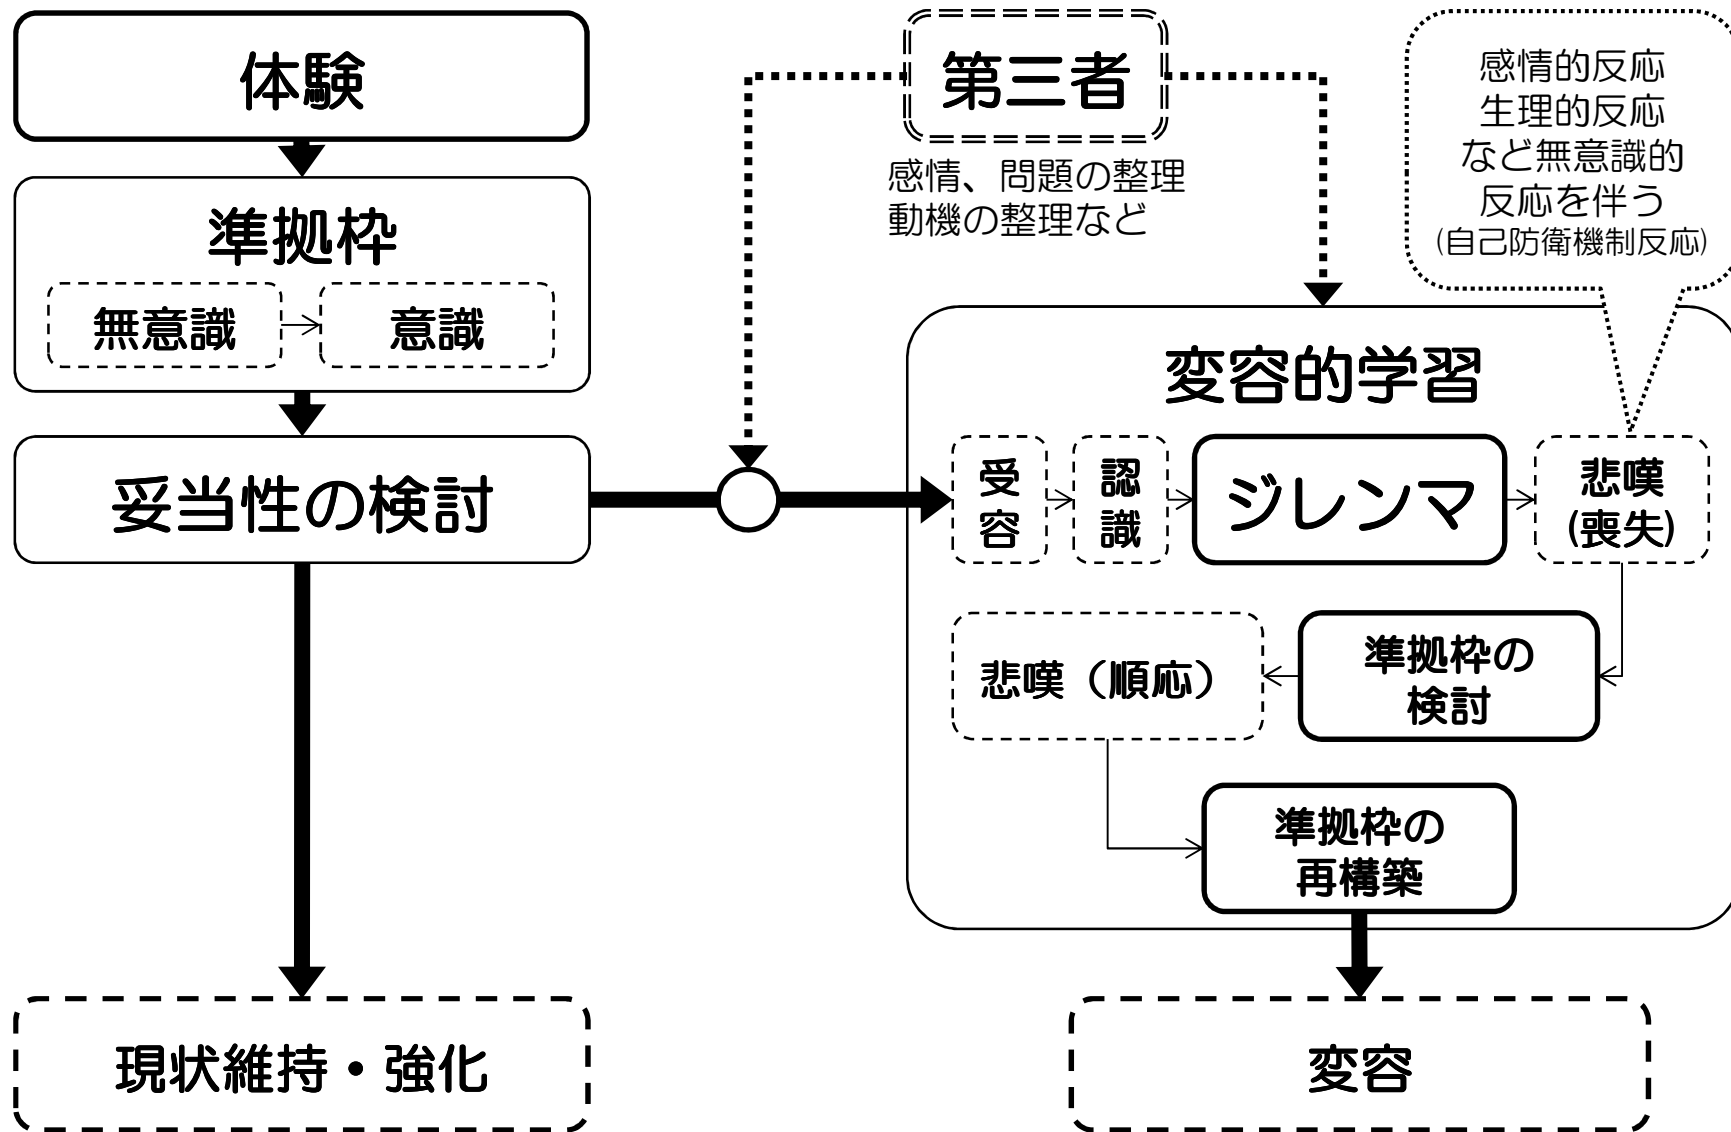 体験
準拠枠
無意識
意識
妥当性の検討
現状維持・強化
第三者
感情、問題の整理
動機の整理など
感情的反応
生理的反応
など無意識的
反応を伴う
(自己防衛機制反応)
変容的学習
受
容
認
識
ジレンマ
悲嘆
(喪失)
準拠枠の
検討
悲嘆（順応）
準拠枠の
再構築
変容